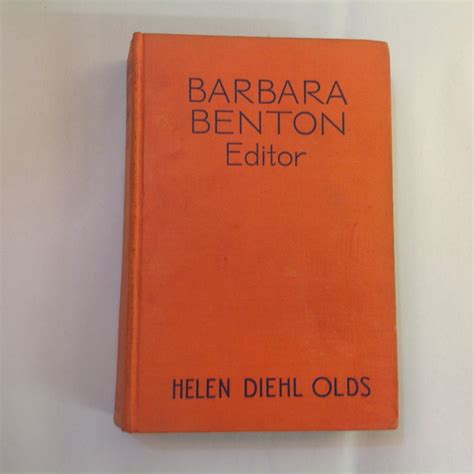 BARBARA
BENTON
Editor
HELEN DIEHL OLDS